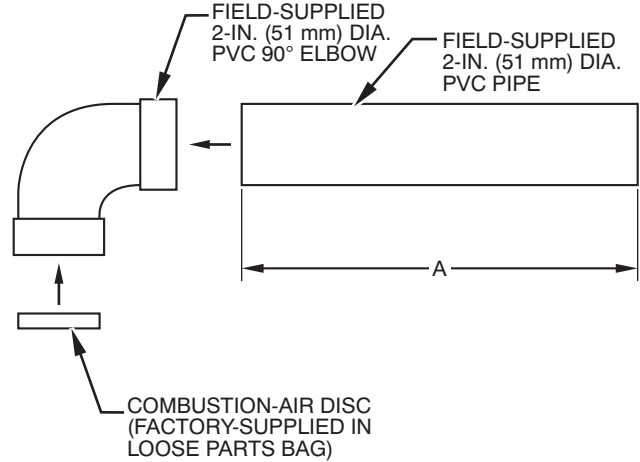 FIELD-SUPPLIED
2-IN. (51 mm) DIA.
PVC 90° ELBOW
FIELD-SUPPLIED
2-IN. (51 mm) DIA.
PVC PIPE
A
COMBUSTION-AIR DISC
(FACTORY-SUPPLIED IN
LOOSE PARTS BAG)